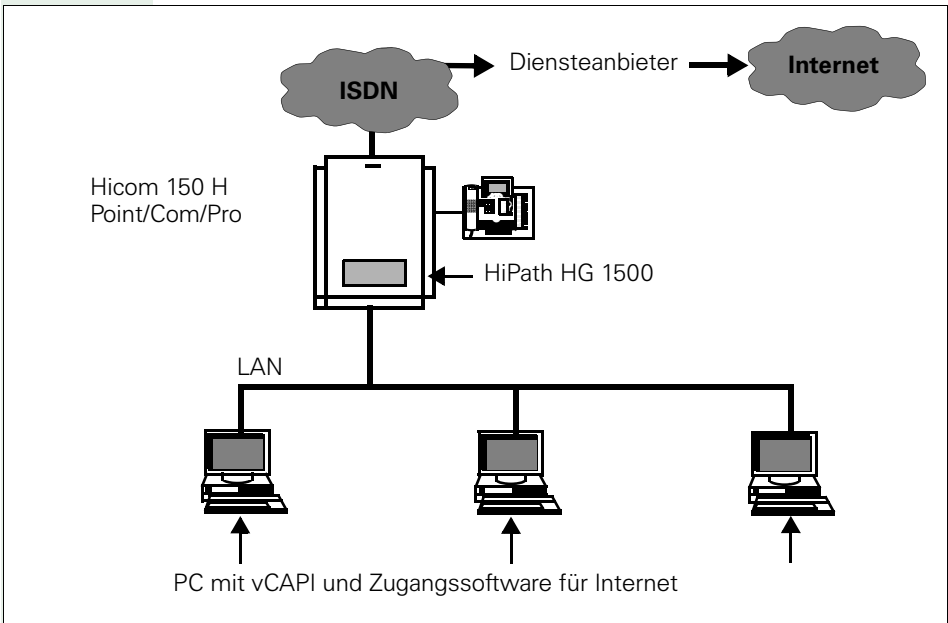 ISDN
Diensteanbieter
Internet
Hicom 150 H
Point/Com/Pro
HiPath HG 1500
LAN
PC mit vCAPI und Zugangssoftware für Internet